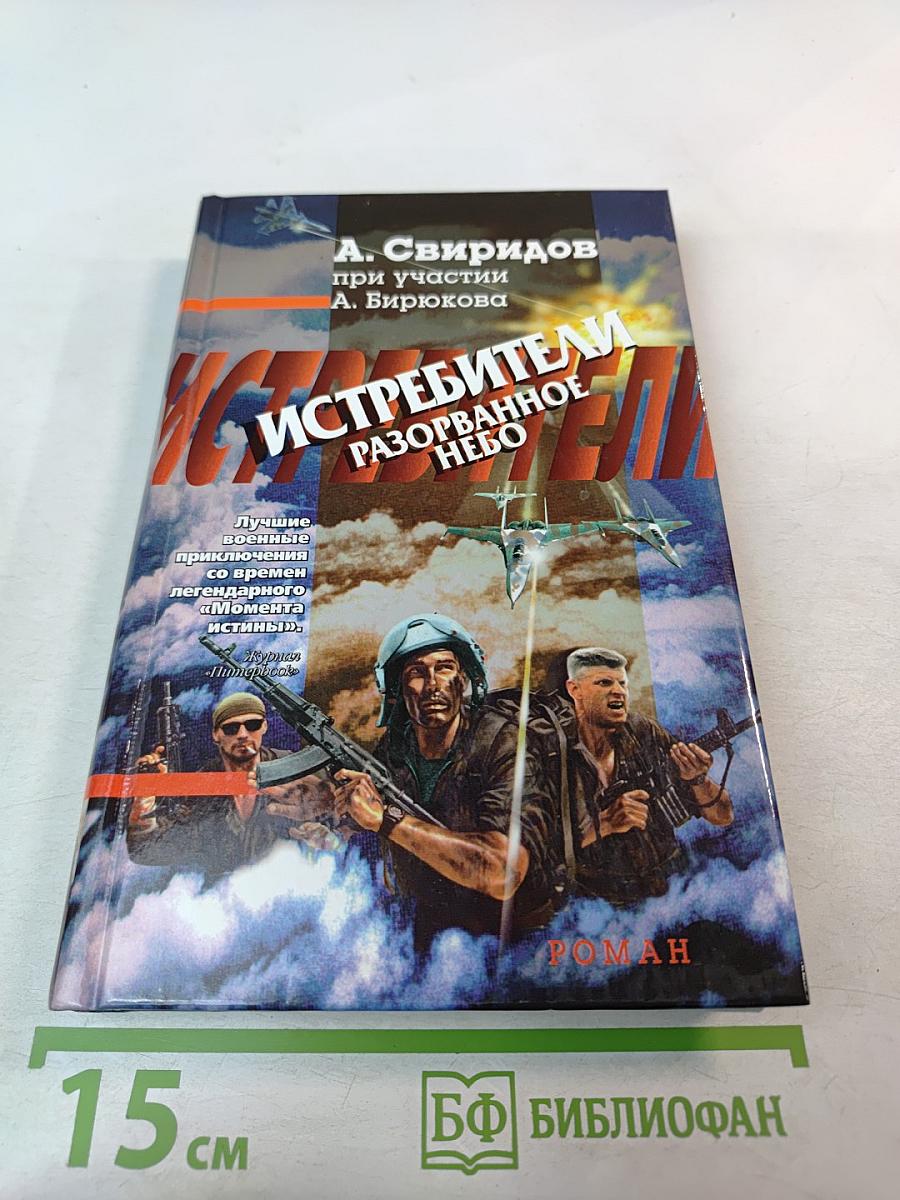 А. Свиридов
при участии
А. Бирюкова
ИСТРЕБИТЕЛИ
ИСТРЕБИТЕЛИ
РАЗОРВАННОЕ
НЕБО
Лучшие
военные
приключения
со времен
легендарного
«Момента
истины».
Журнал
«Питерbook»
РОМАН
15 см
БФ БИБЛИОФАН